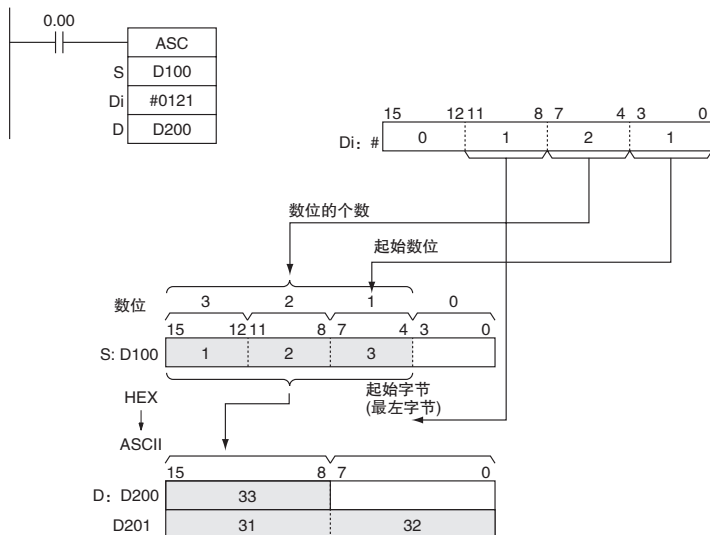 0.00
ASC
S D100
Di #0121
D D200
15 12 11 8 7 4 3 0
Di：# 0 1 2 1
数位的个数
起始数位
数位 3 2 1 0
15 12 11 8 7 4 3 0
S: D100 1 2 3
起始字节
(最左字节)
HEX
ASCII
15 8 7 0
D：D200 33
D201 31 32